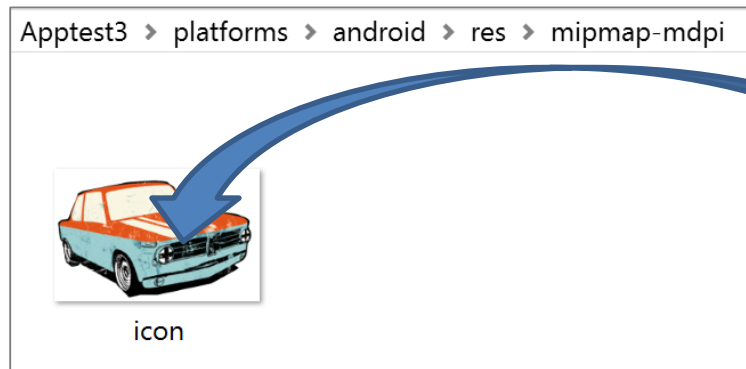 Apptest3 > platforms > android > res > mipmap-mdpi
icon